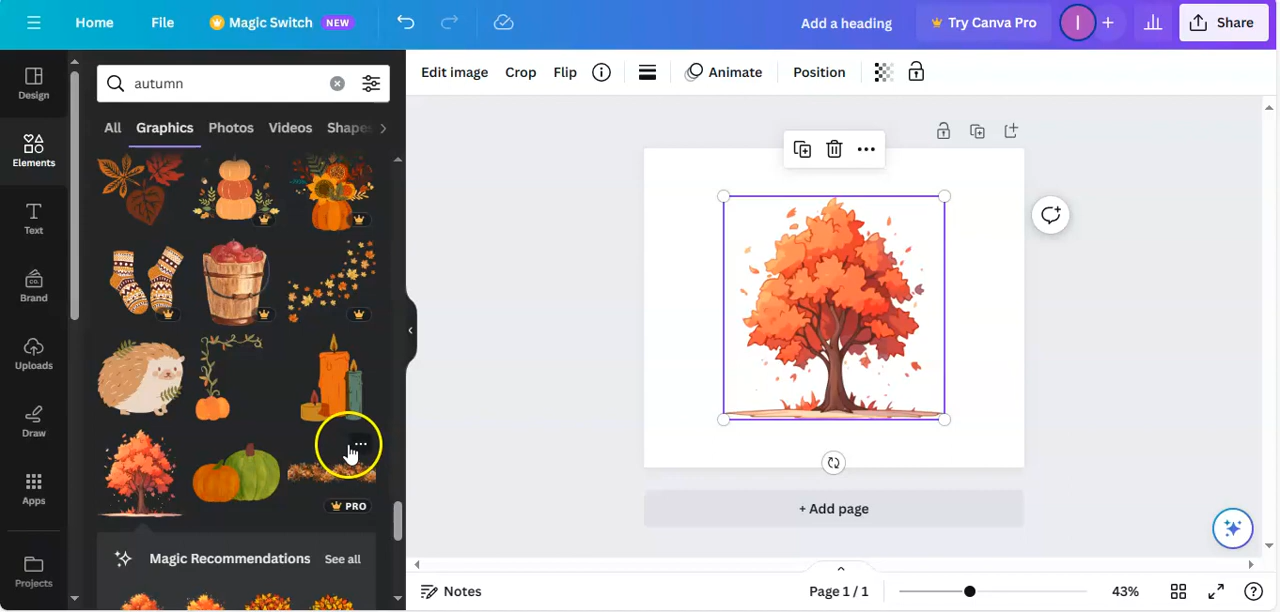 Home File Magic Switch NEW Add a heading Try Canva Pro I + Share
Design
Elements
Text
Brand
Uploads
Draw
Apps
Projects
autumn
All Graphics Photos Videos Shapes
PRO
Magic Recommendations See all
Edit image Crop Flip Animate Position
+ Add page
Notes Page 1 / 1 43%